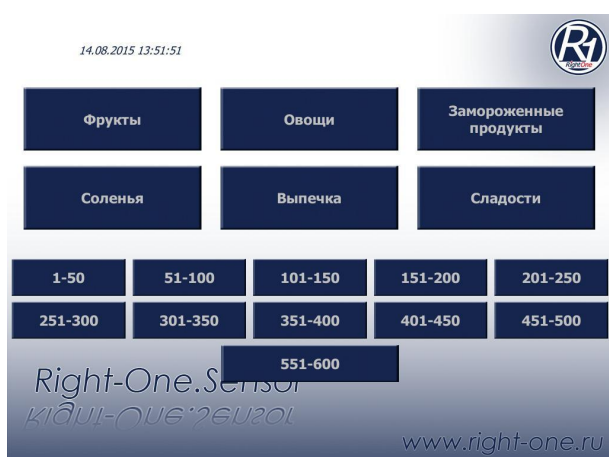 14.08.2015 13:51:51
R1
RightOne
Фрукты
Овощи
Замороженные
продукты
Соленья
Выпечка
Сладости
1-50
51-100
101-150
151-200
201-250
251-300
301-350
351-400
401-450
451-500
551-600
Right-One.Sensor
www.right-one.ru